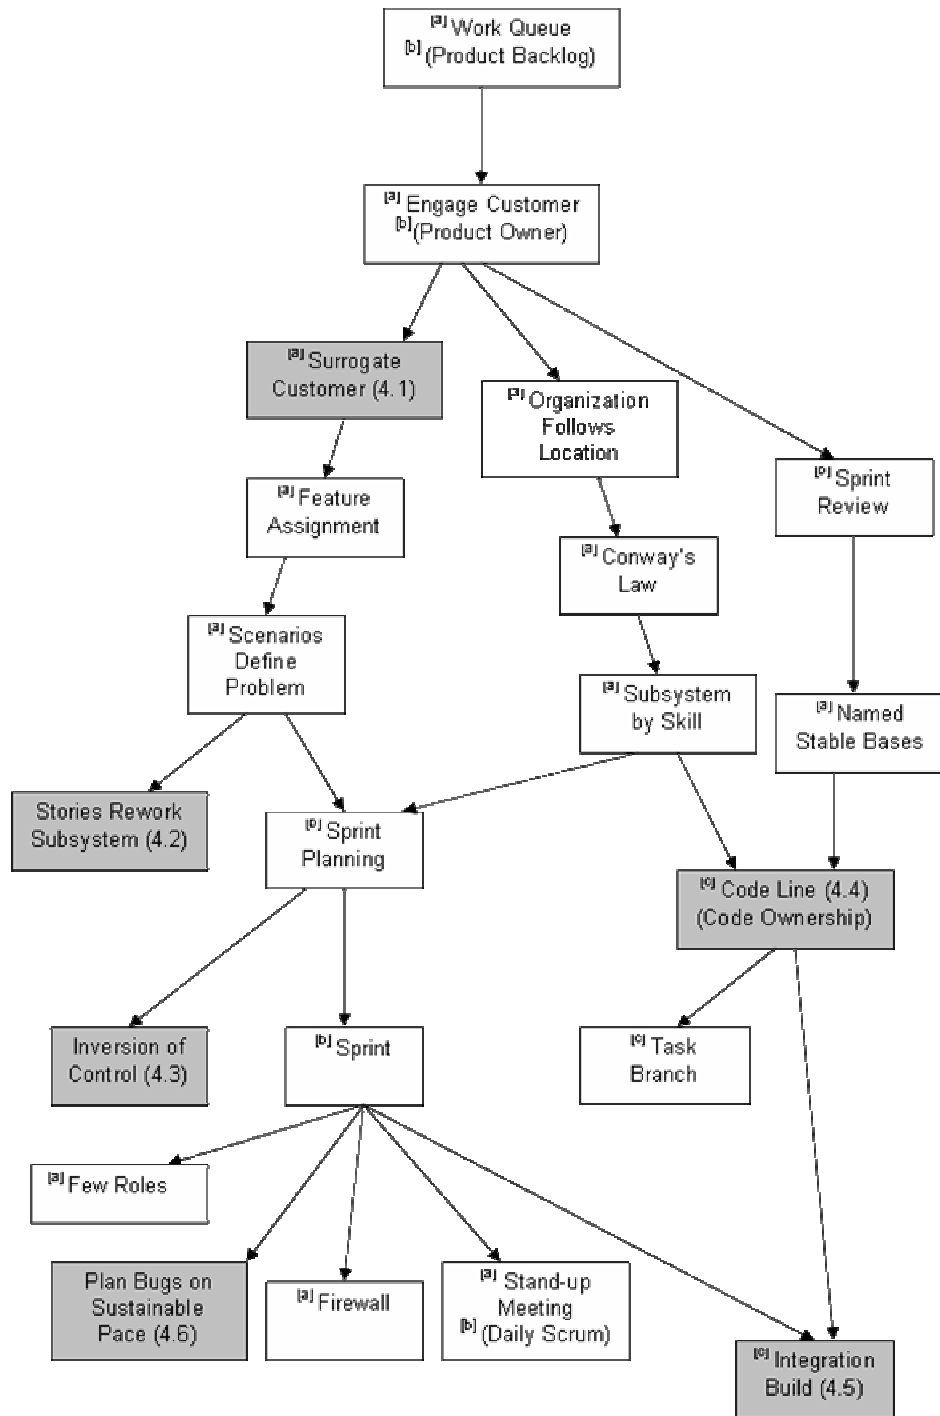 [a] Work Queue
[b] (Product Backlog)
[a] Engage Customer
[b] (Product Owner)
[a] Surrogate
Customer (4.1)
[a] Organization
Follows
Location
[b] Sprint
Review
[a] Feature
Assignment
[a] Conway's
Law
[a] Scenarios
Define
Problem
[a] Subsystem
by Skill
[a] Named
Stable Bases
Stories Rework
Subsystem (4.2)
[b] Sprint
Planning
[c] Code Line (4.4)
(Code Ownership)
Inversion of
Control (4.3)
[b] Sprint
[c] Task
Branch
[a] Few Roles
Plan Bugs on
Sustainable
Pace (4.6)
[a] Firewall
[a] Stand-up
Meeting
[b] (Daily Scrum)
[c] Integration
Build (4.5)